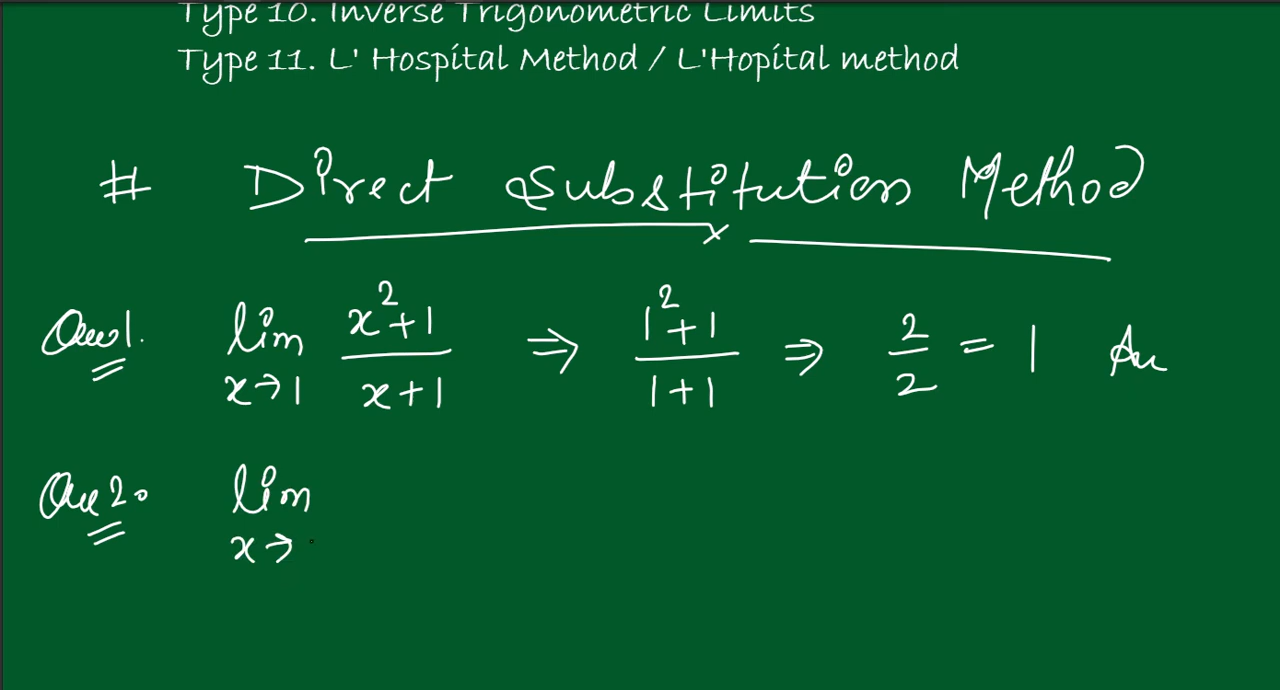 Type 10. Inverse Trigonometric Limits
Type 11. L' Hospital Method / L'Hopital method
# Direct Substitution Method
Que1. lim x→1 x²+1 / x+1 ⇒ 1²+1 / 1+1 ⇒ 2/2 = 1 An
Que 2. lim x→